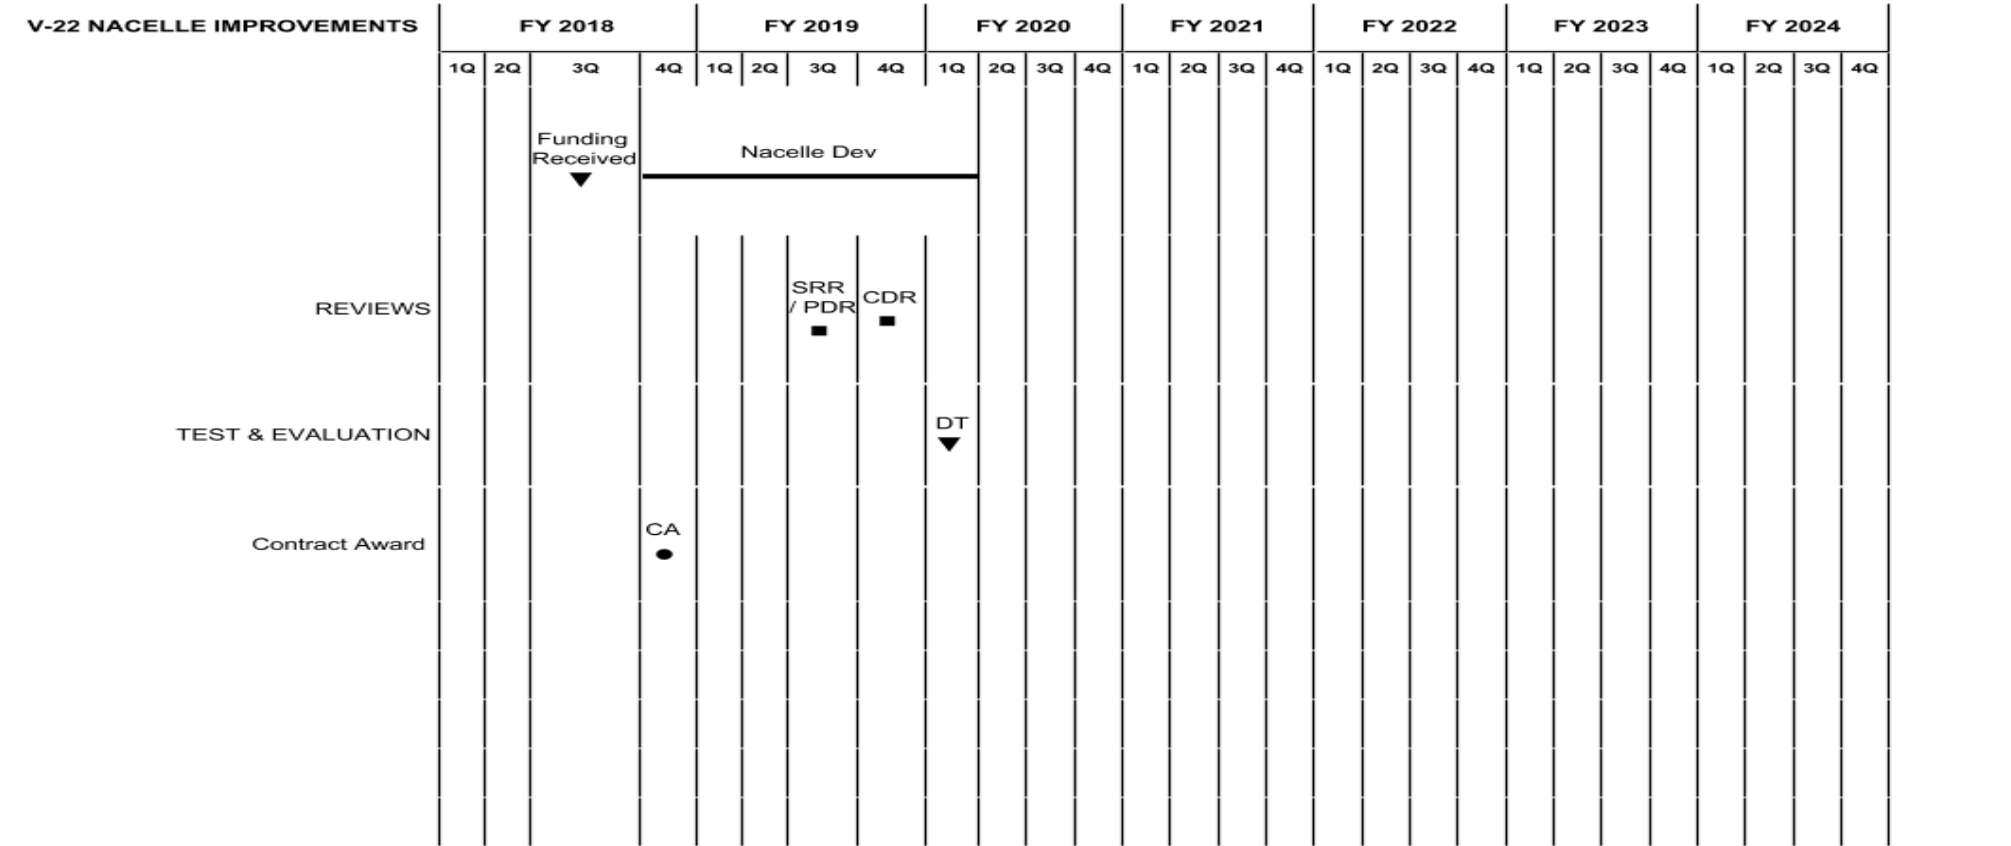 V-22 NACELLE IMPROVEMENTS FY 2018 FY 2019 FY 2020 FY 2021 FY 2022 FY 2023 FY 2024
1Q 2Q 3Q 4Q 1Q 2Q 3Q 4Q 1Q 2Q 3Q 4Q 1Q 2Q 3Q 4Q 1Q 2Q 3Q 4Q 1Q 2Q 3Q 4Q 1Q 2Q 3Q 4Q
Funding
Received
Nacelle Dev
REVIEWS
SRR
/ PDR
CDR
TEST & EVALUATION
DT
Contract Award
CA